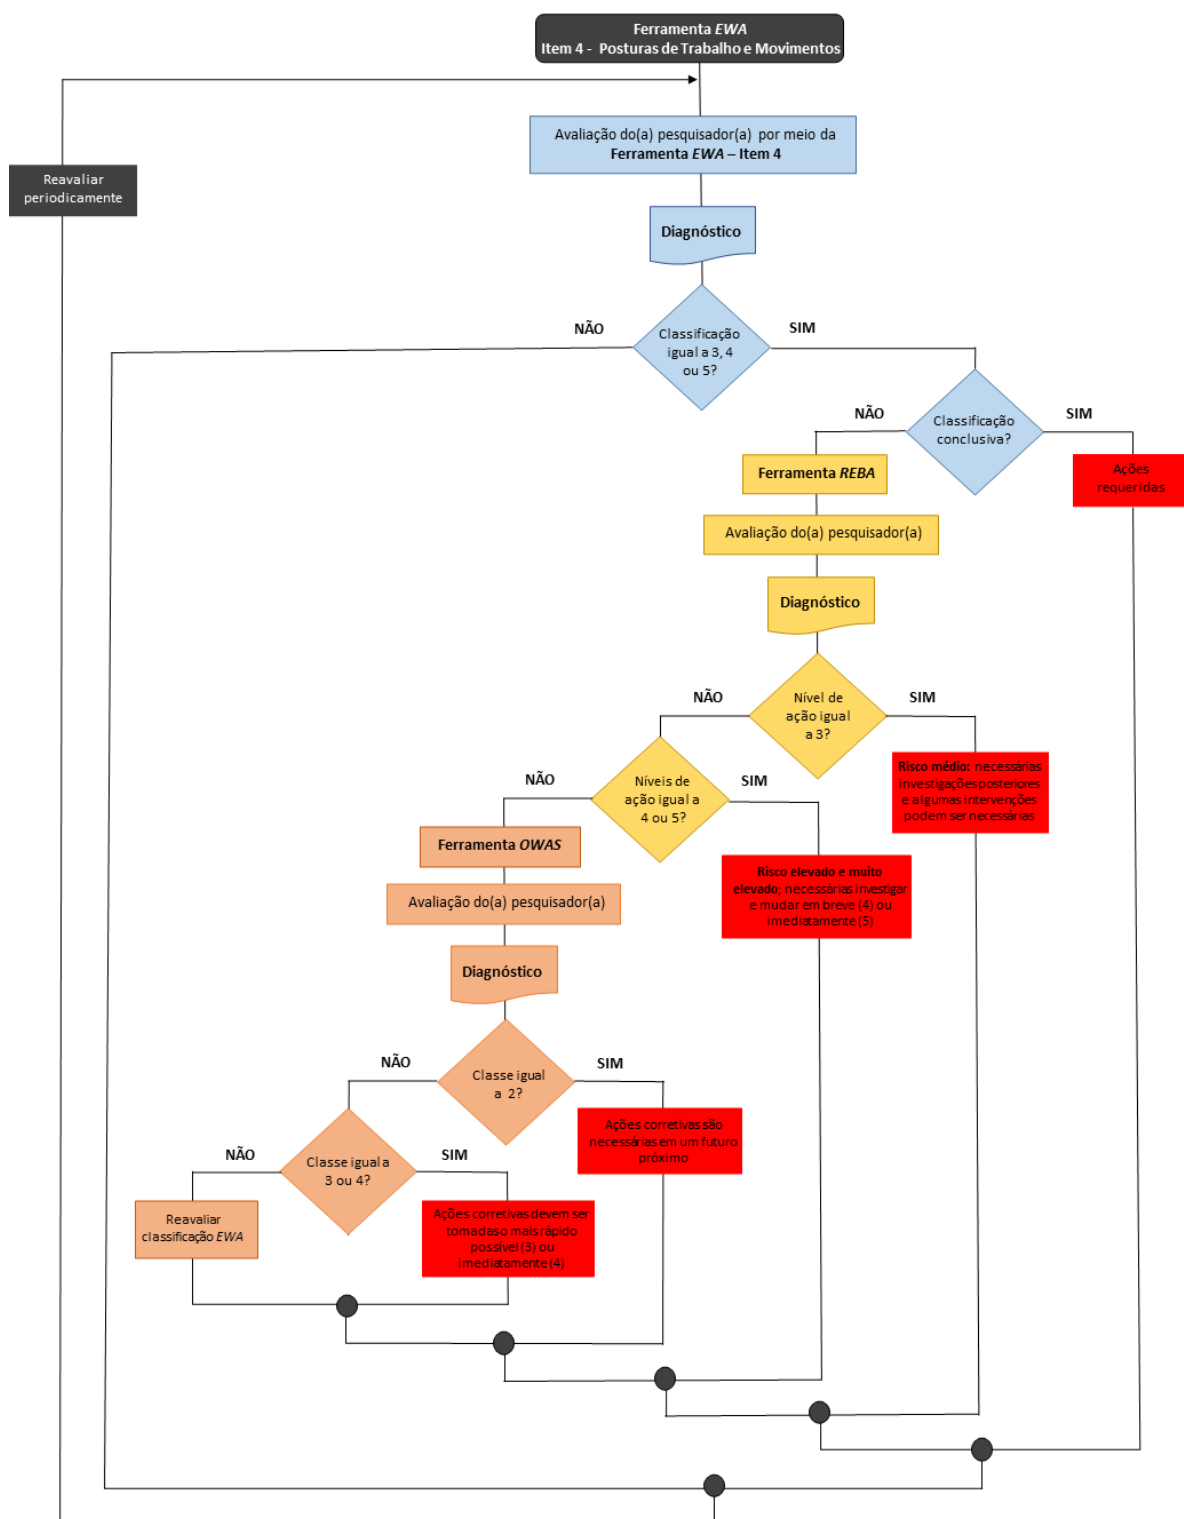 Ferramenta EWA
Item 4 - Posturas de Trabalho e Movimentos
Avaliação do(a) pesquisador(a) por meio da
Ferramenta EWA – Item 4
Reavaliar
periodicamente
Diagnóstico
NÃO
SIM
Classificação
igual a 3, 4
ou 5?
NÃO
SIM
Classificação
conclusiva?
Ferramenta REBA
Ações
requeridas
Avaliação do(a) pesquisador(a)
Diagnóstico
NÃO
SIM
Nível de
ação igual
a 3?
NÃO
SIM
Níveis de
ação igual a
4 ou 5?
Risco médio: necessárias
investigações posteriores
e algumas intervenções
podem ser necessárias
Ferramenta OWAS
Avaliação do(a) pesquisador(a)
Risco elevado e muito
elevado; necessárias investigar
e mudar em breve (4) ou
imediatamente (5)
Diagnóstico
NÃO
SIM
Classe igual
a 2?
Ações corretivas são
necessárias em um futuro
próximo
NÃO
SIM
Classe igual a
3 ou 4?
Reavaliar
classificação EWA
Ações corretivas devem ser
tomadas o mais rápido
possível (3) ou
imediatamente (4)